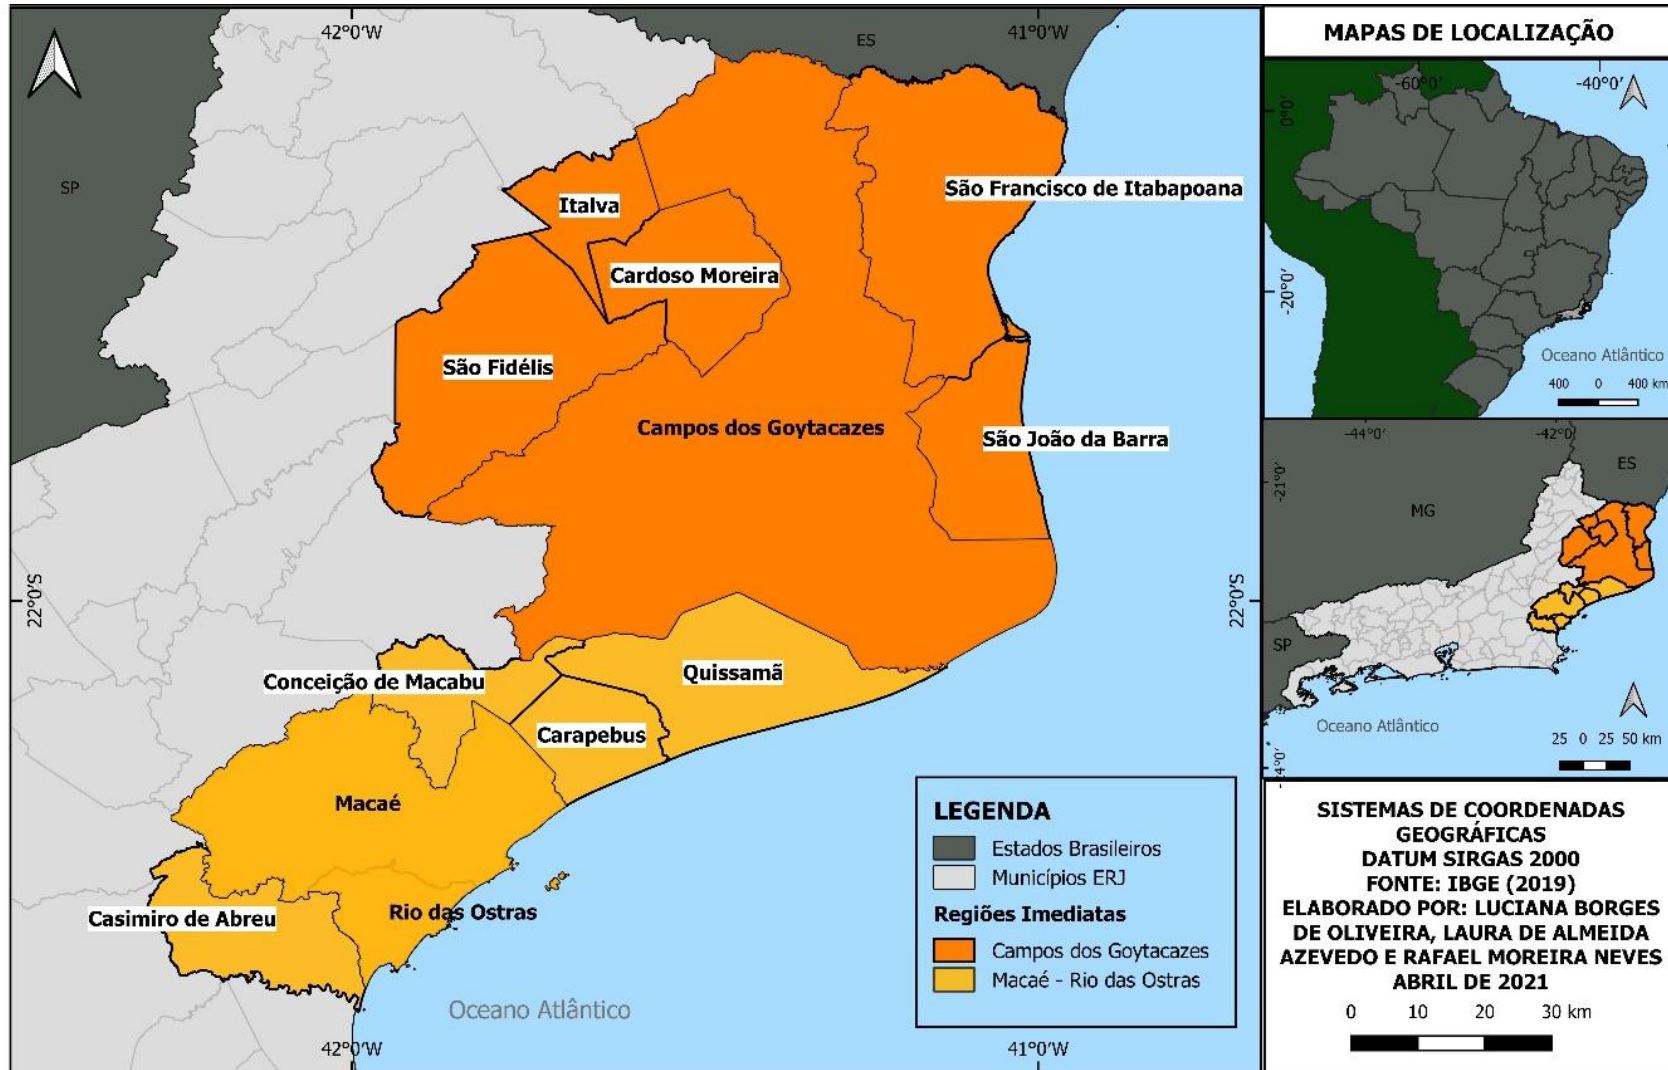 42°0'W
41°0'W
ES
SP
Italva
São Francisco de Itabapoana
Cardoso Moreira
São Fidélis
Campos dos Goytacazes
São João da Barra
22°0'S
22°0'S
Conceição de Macabu
Quissamã
Carapebus
Macaé
Casimiro de Abreu
Rio das Ostras
Oceano Atlântico
42°0'W
41°0'W
LEGENDA
Estados Brasileiros
Municípios ERJ
Regiões Imediatas
Campos dos Goytacazes
Macaé - Rio das Ostras
MAPAS DE LOCALIZAÇÃO
-60°0'
-40°0'
0°0'
-20°0'
Oceano Atlântico
400 0 400 km
-44°0'
-42°0'
-21°0'
ES
MG
SP
Oceano Atlântico
25 0 25 50 km
-24°0'
SISTEMAS DE COORDENADAS
GEOGRÁFICAS
DATUM SIRGAS 2000
FONTE: IBGE (2019)
ELABORADO POR: LUCIANA BORGES
DE OLIVEIRA, LAURA DE ALMEIDA
AZEVEDO E RAFAEL MOREIRA NEVES
ABRIL DE 2021
0 10 20 30 km